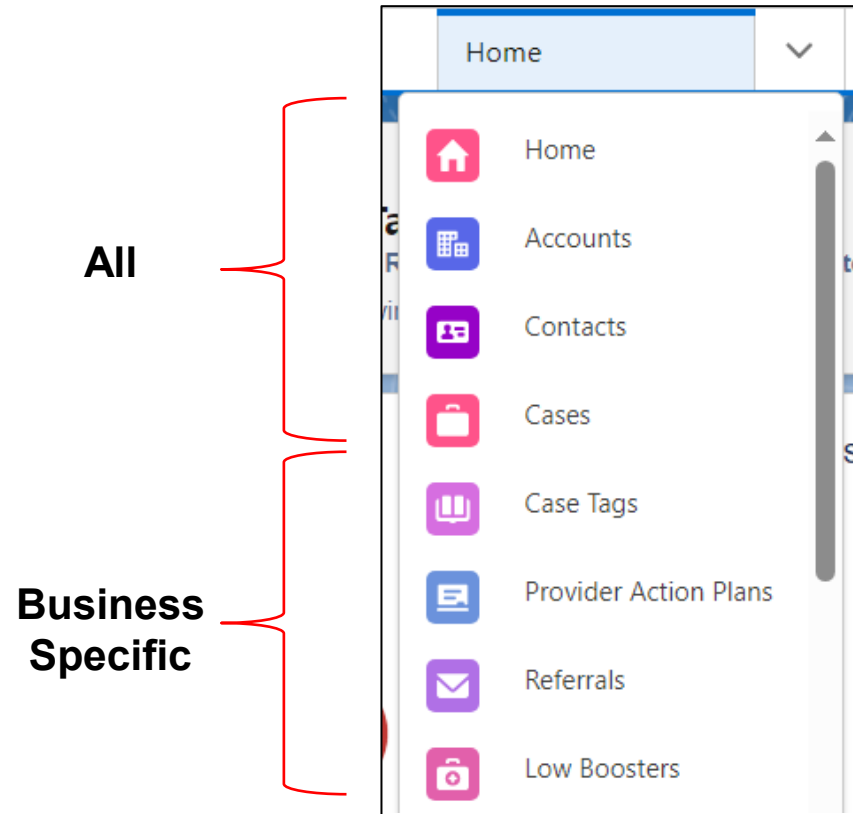 Home
Home
Accounts
All
Contacts
Cases
Case Tags
Provider Action Plans
Business
Specific
Referrals
Low Boosters